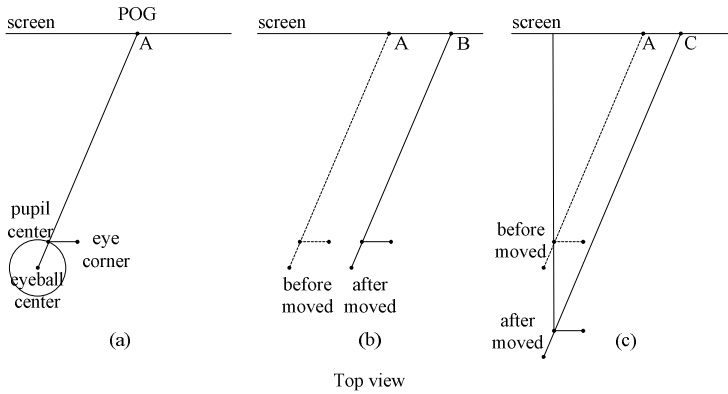 POG
screen
A
pupil
center
eye
corner
eyeball
center
(a)
screen
A
B
before
moved
after
moved
(b)
screen
A
C
before
moved
after
moved
(c)
Top view